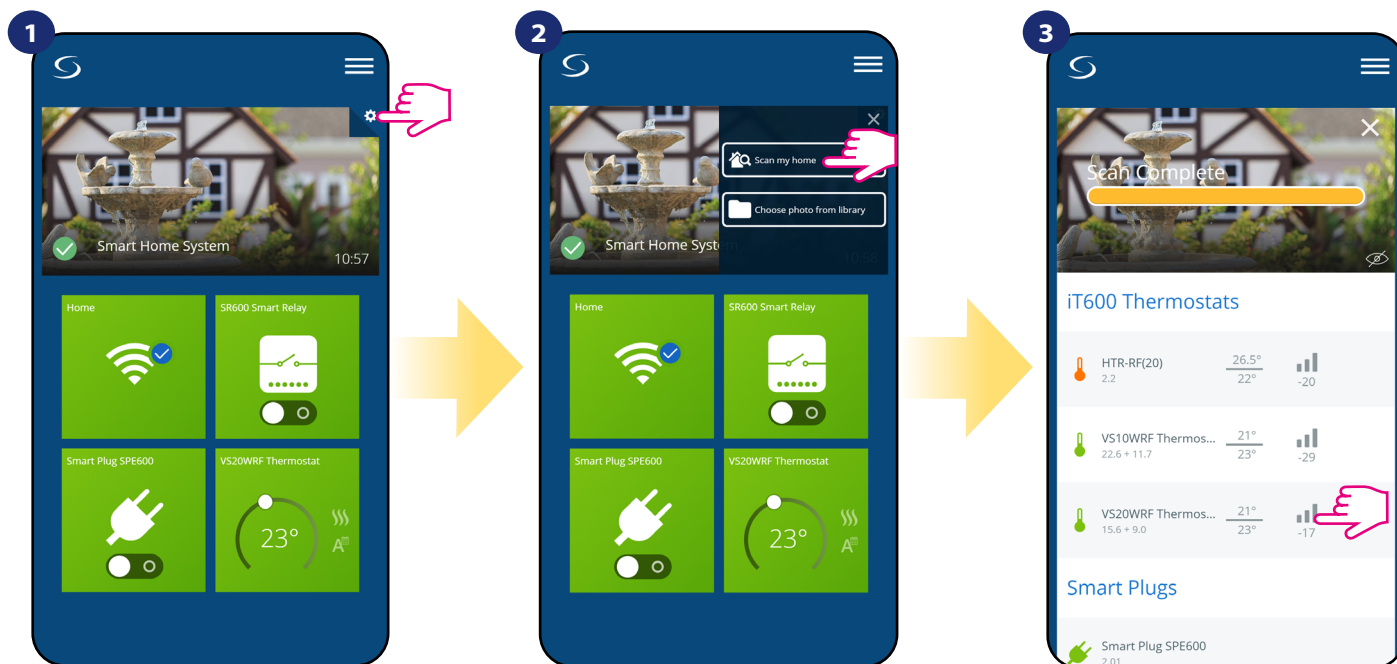 1
Smart Home System
10:57
Home
SR600 Smart Relay
Smart Plug SPE600
VS20WRF Thermostat
23°
A
2
Scan my home
Choose photo from library
Smart Home Syst
10:58
Home
SR600 Smart Relay
Smart Plug SPE600
VS20WRF Thermostat
23°
A
3
Scan Complete
iT600 Thermostats
HTR-RF(20)
2.2
26.5°
22°
-20
VS10WRF Thermos...
22.6 + 11.7
21°
23°
-29
VS20WRF Thermos...
15.6 + 9.0
21°
23°
-17
Smart Plugs
Smart Plug SPE600
2.01